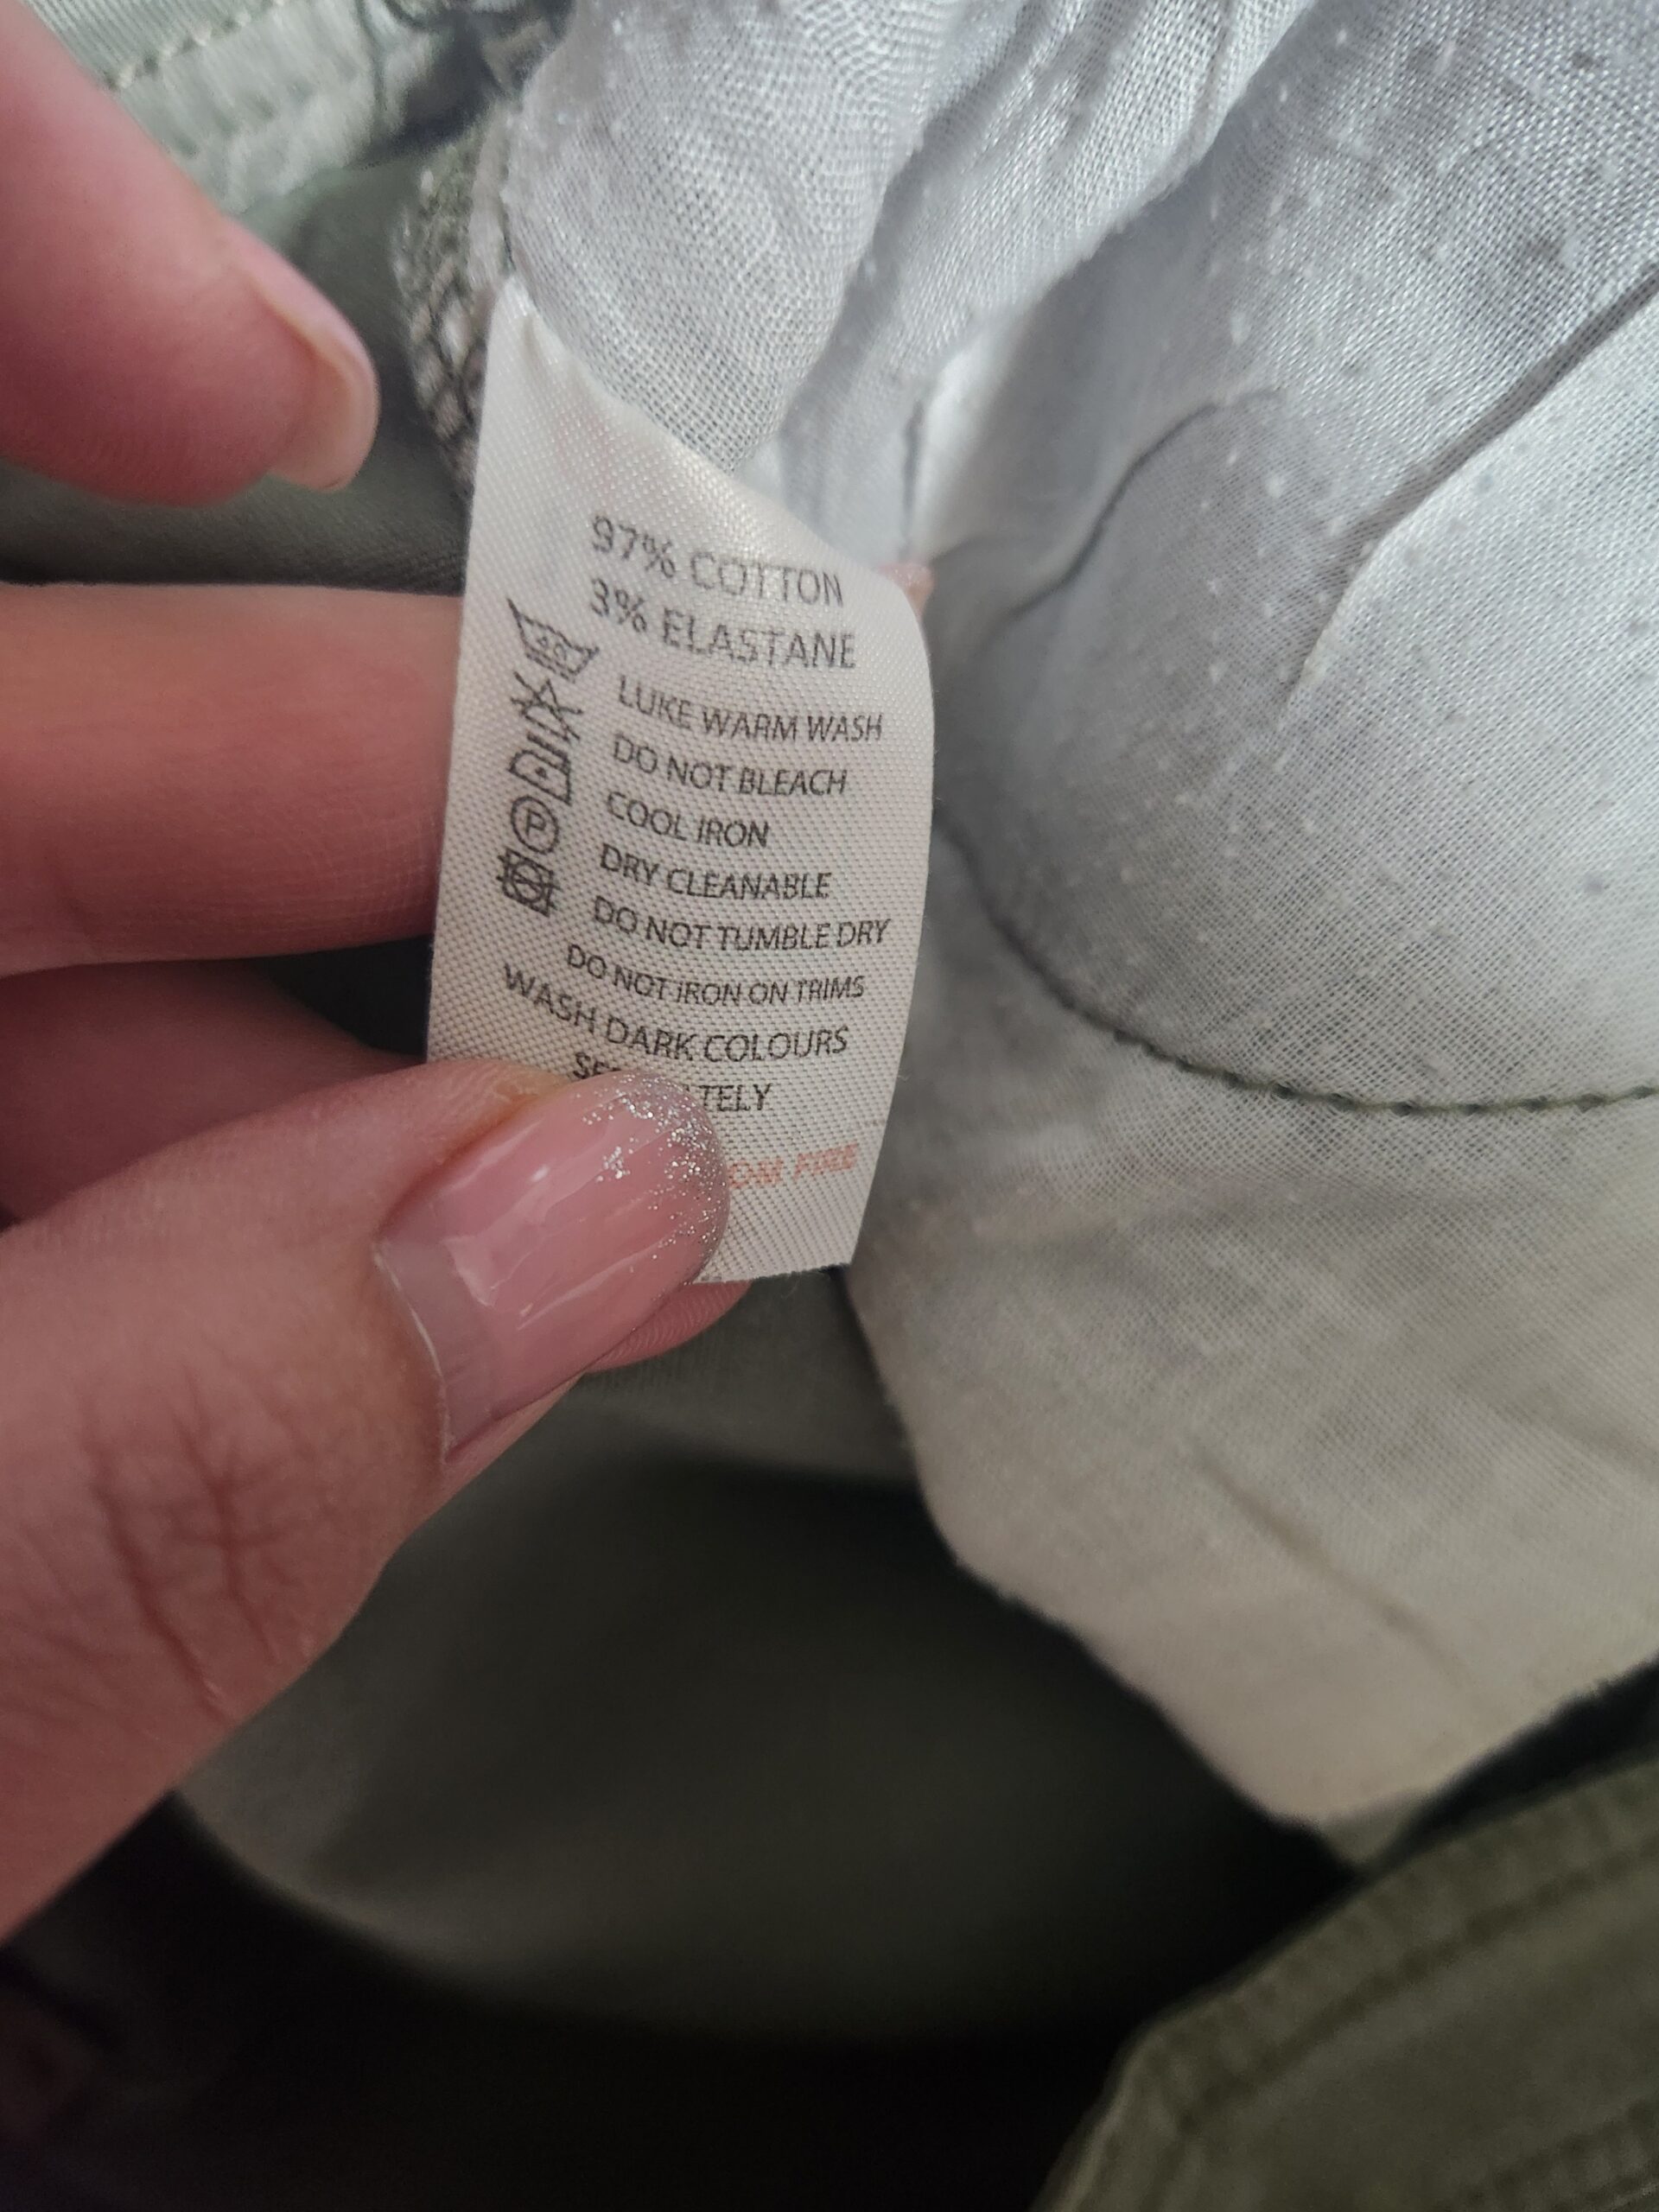 97% COTTON
3% ELASTANE
LUKE WARM WASH
DO NOT BLEACH
COOL IRON
DRY CLEANABLE
DO NOT TUMBLE DRY
DO NOT IRON ON TRIMS
WASH DARK COLOURS
FIRE